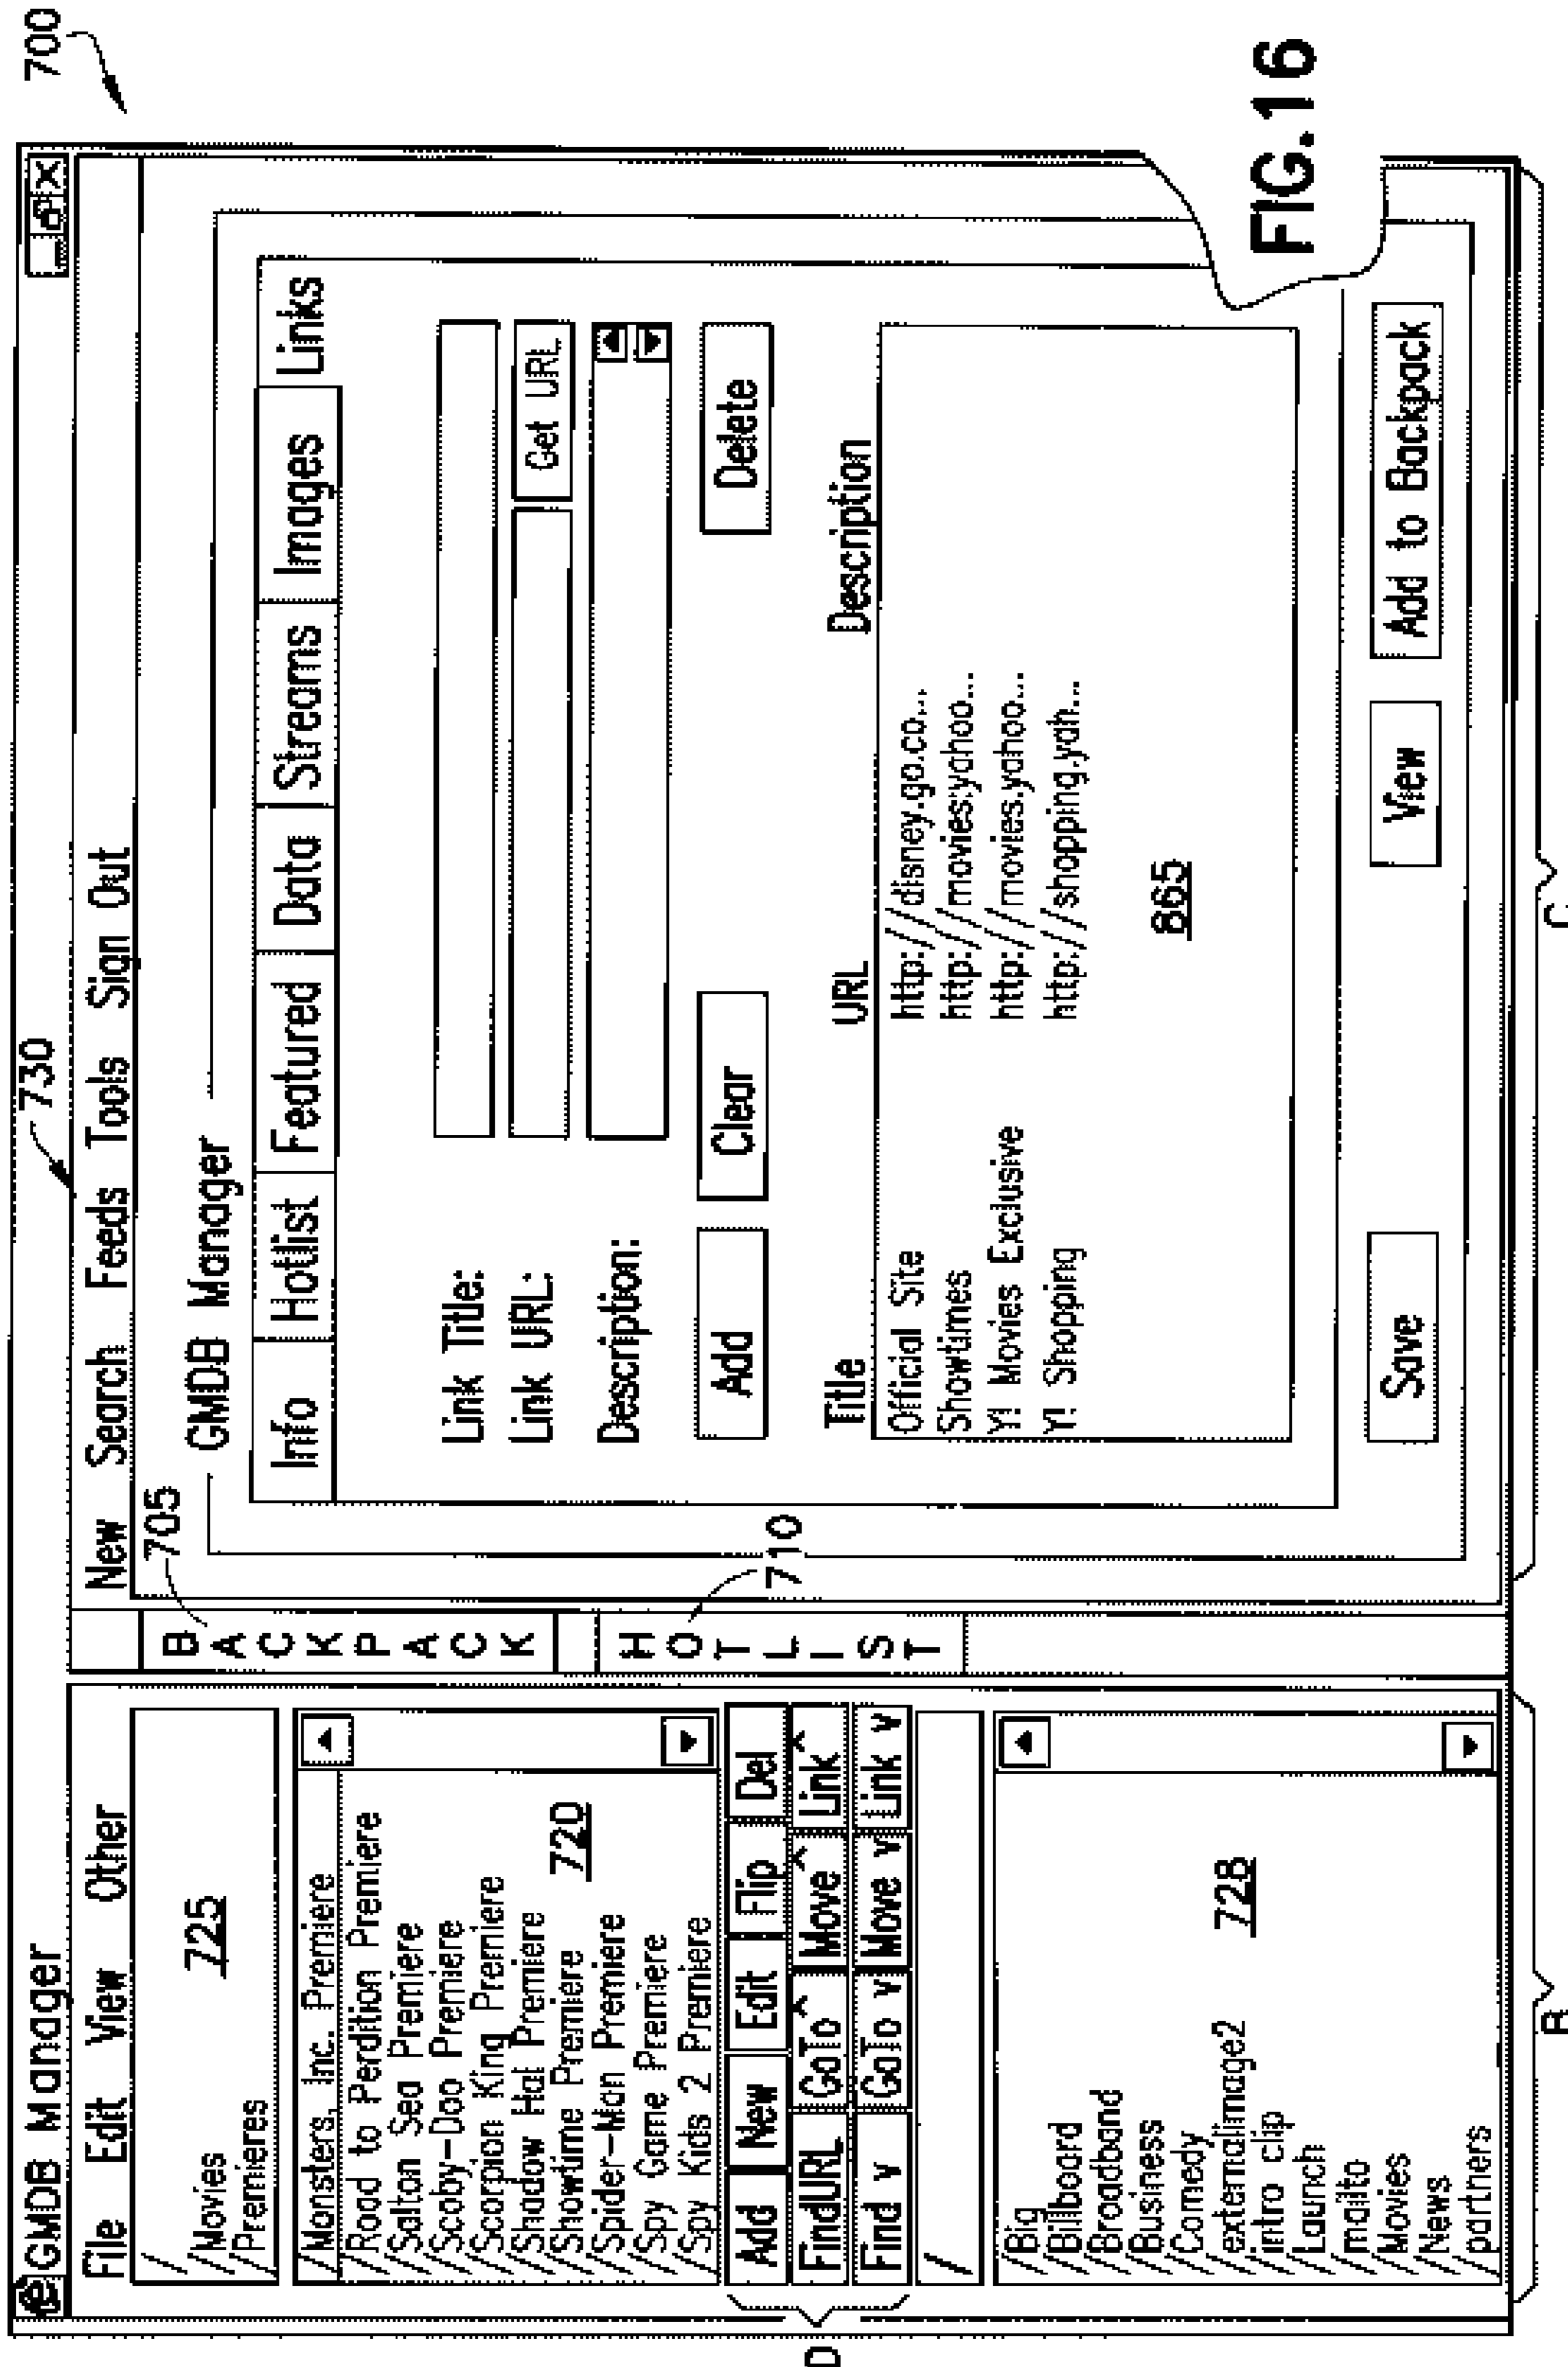 700
GMDB Manager
730
File Edit View Other
New Search Feeds Tools Sign Out
705
725
/
/Movies
/Premieres
BACKPACK
710
HOTLIST
/Monsters, Inc. Premiere
/Road to Perdition Premiere
/Salton Sea Premiere
/Scoby-Doo Premiere
/Scorpion King Premiere
/Shadow Hal Premiere
/Showtime Premiere
/Spider-Man Premiere
/Spy Game Premiere
/Spy Kids 2 Premiere
720
Add New Edit Flip Del
FindURL GoTo ^ Move ^ Link ^
Find v GoTo v Move v Link v
D
/
/Big
/Billboard
/Broadband
/Business
/Comedy
/externalimage2
/intro clip
/Launch
/mailto
/Movies
/News
/partners
728
B
GMDB Manager
Info Hotlist Featured Data Streams Images Links
Link Title:
Link URL: Get URL
Description:
Add Clear Delete
Title URL Description
Official Site http://disney.go.co...
Showtimes http://movies.yahoo...
Y! Movies Exclusive http://movies.yahoo...
Y! Shopping http://shopping.yah...
865
Save View Add to Backpack
C
FIG.16